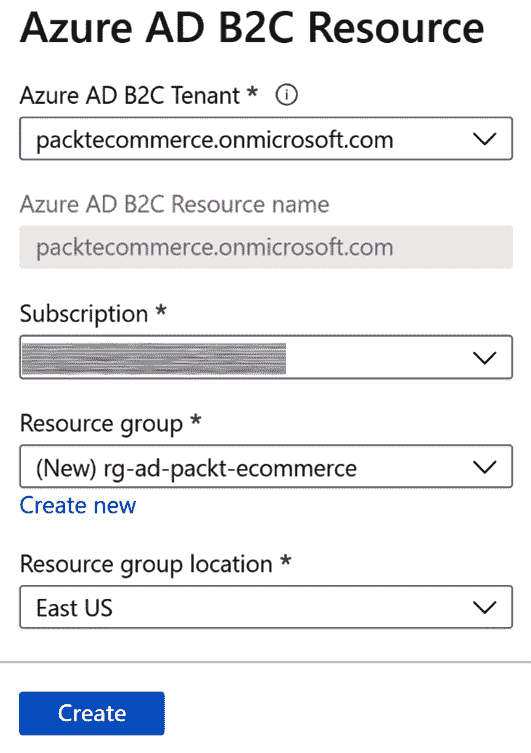 Azure AD B2C Resource
Azure AD B2C Tenant *
packtecommerce.onmicrosoft.com
Azure AD B2C Resource name
packtecommerce.onmicrosoft.com
Subscription *
Resource group *
(New) rg-ad-packt-ecommerce
Create new
Resource group location *
East US
Create